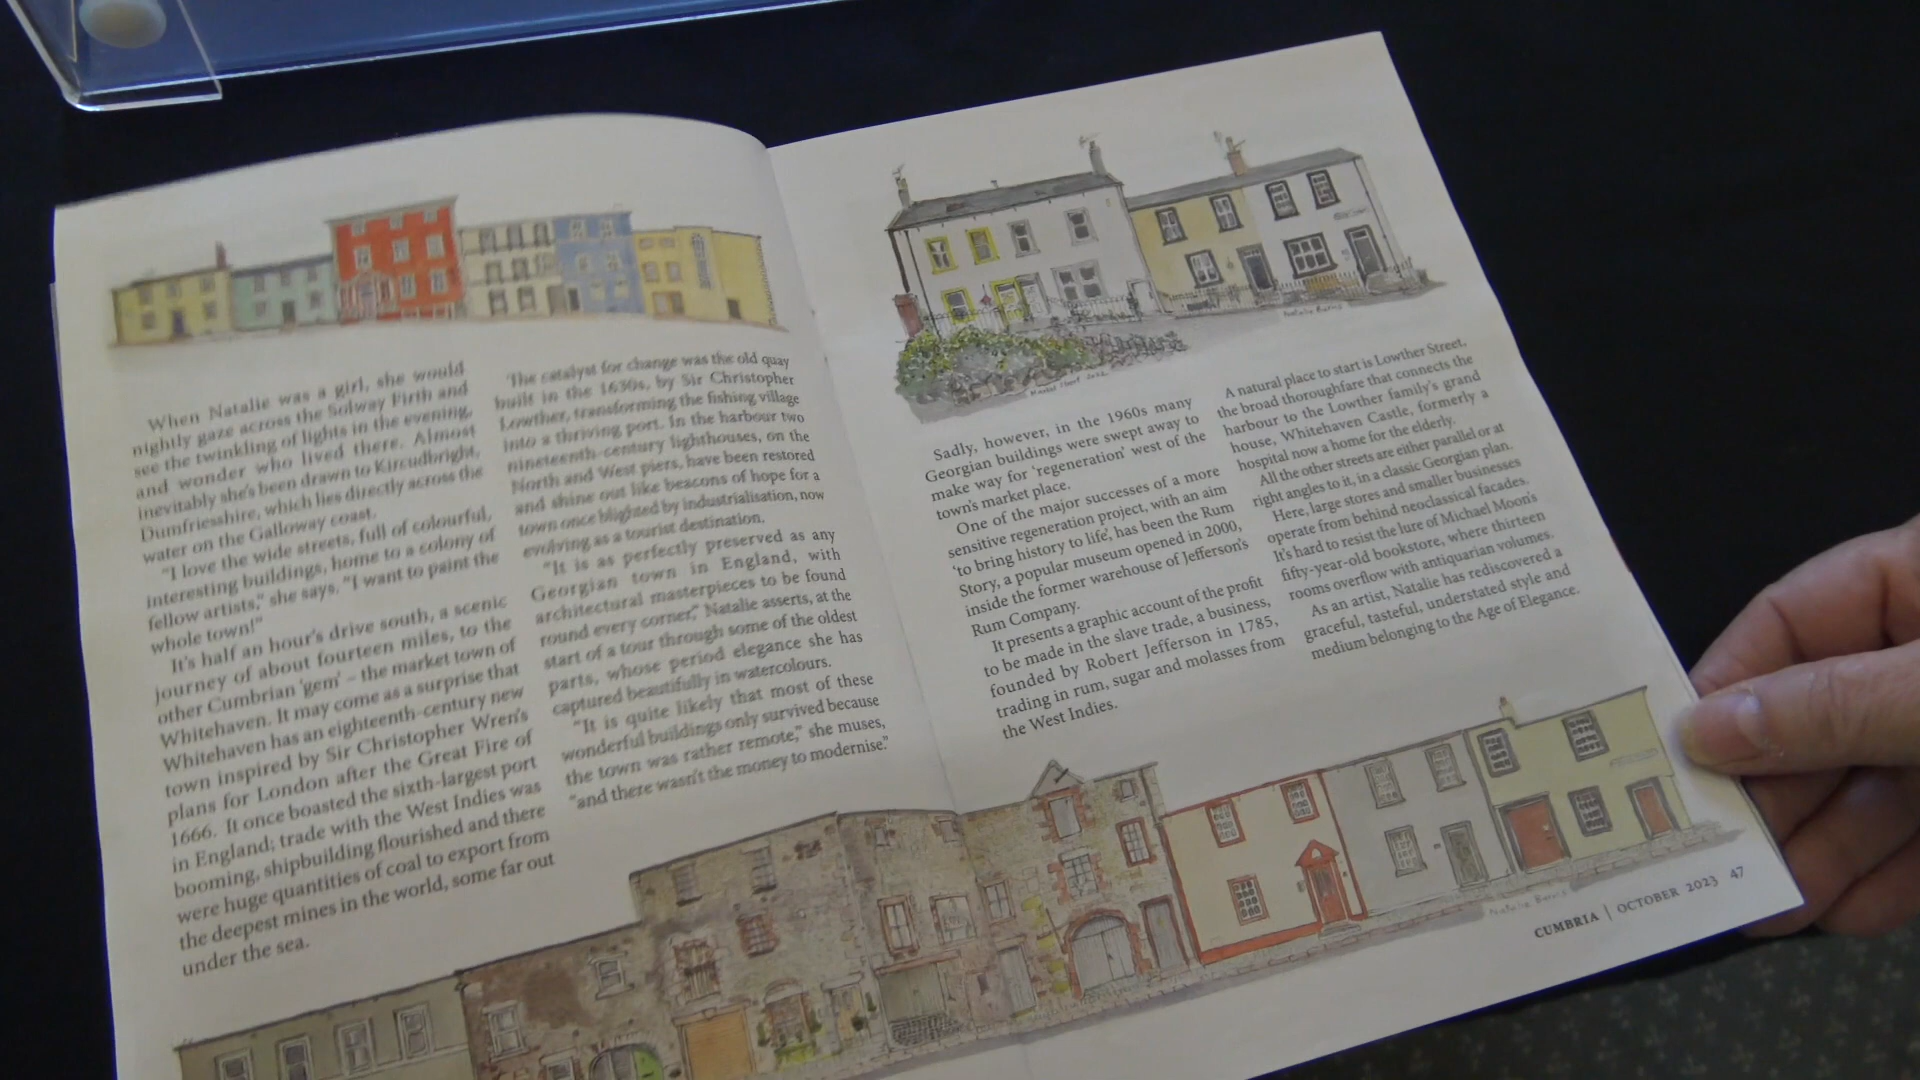 When Natalie was a girl, she would
nightly gaze across the Solway Firth and
see the twinkling of lights in the evening,
and wonder who lived there. Almost
inevitably she's been drawn to Kircudbright,
Dumfriesshire, which lies directly across the
water on the Galloway coast.
"I love the wide streets, full of colourful,
interesting buildings, home to a colony of
fellow artists," she says. "I want to paint the
whole town!"
It's half an hour's drive south, a scenic
journey of about fourteen miles, to the
other Cumbrian 'gem' – the market town of
Whitehaven. It may come as a surprise that
Whitehaven has an eighteenth-century new
town inspired by Sir Christopher Wren's
plans for London after the Great Fire of
1666. It once boasted the sixth-largest port
in England; trade with the West Indies was
booming, shipbuilding flourished and there
were huge quantities of coal to export from
the deepest mines in the world, some far out
under the sea.
The catalyst for change was the old quay
built in the 1630s, by Sir Christopher
Lowther, transforming the fishing village
into a thriving port. In the harbour two
nineteenth-century lighthouses, on the
North and West piers, have been restored
and shine out like beacons of hope for a
town once blighted by industrialisation, now
evolving as a tourist destination.
"It is as perfectly preserved as any
Georgian town in England, with
architectural masterpieces to be found
round every corner," Natalie asserts, at the
start of a tour through some of the oldest
parts, whose period elegance she has
captured beautifully in watercolours.
"It is quite likely that most of these
wonderful buildings only survived because
the town was rather remote," she muses,
"and there wasn't the money to modernise."
Natalie Burns
Sadly, however, in the 1960s many
Georgian buildings were swept away to
make way for 'regeneration' west of the
town's market place.
One of the major successes of a more
sensitive regeneration project, with an aim
'to bring history to life', has been the Rum
Story, a popular museum opened in 2000,
inside the former warehouse of Jefferson's
Rum Company.
It presents a graphic account of the profit
to be made in the slave trade, a business,
founded by Robert Jefferson in 1785,
trading in rum, sugar and molasses from
the West Indies.
A natural place to start is Lowther Street,
the broad thoroughfare that connects the
harbour to the Lowther family's grand
house, Whitehaven Castle, formerly a
hospital now a home for the elderly.
All the other streets are either parallel or at
right angles to it, in a classic Georgian plan.
Here, large stores and smaller businesses
operate from behind neoclassical facades.
It's hard to resist the lure of Michael Moon's
fifty-year-old bookstore, where thirteen
rooms overflow with antiquarian volumes.
As an artist, Natalie has rediscovered a
graceful, tasteful, understated style and
medium belonging to the Age of Elegance.
Natalie Burns
CUMBRIA | OCTOBER 2023 47